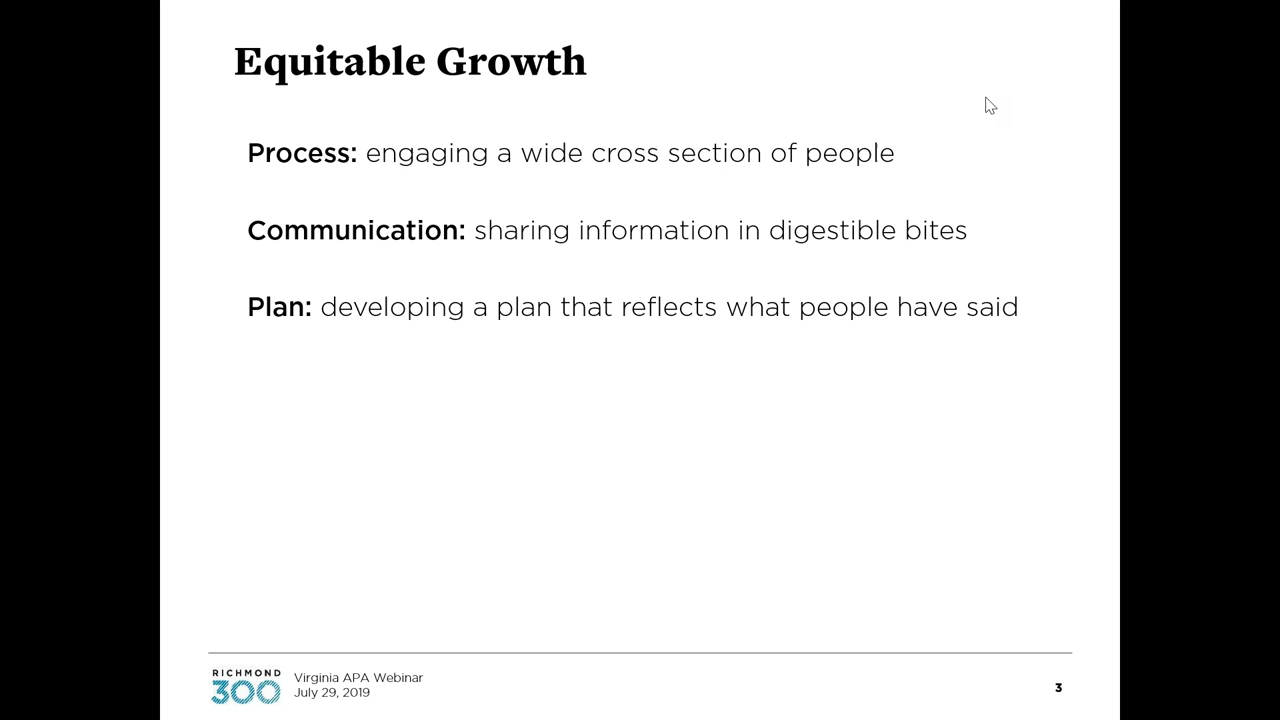 Equitable Growth
Process: engaging a wide cross section of people
Communication: sharing information in digestible bites
Plan: developing a plan that reflects what people have said
RICHMOND
300
Virginia APA Webinar
July 29, 2019
3